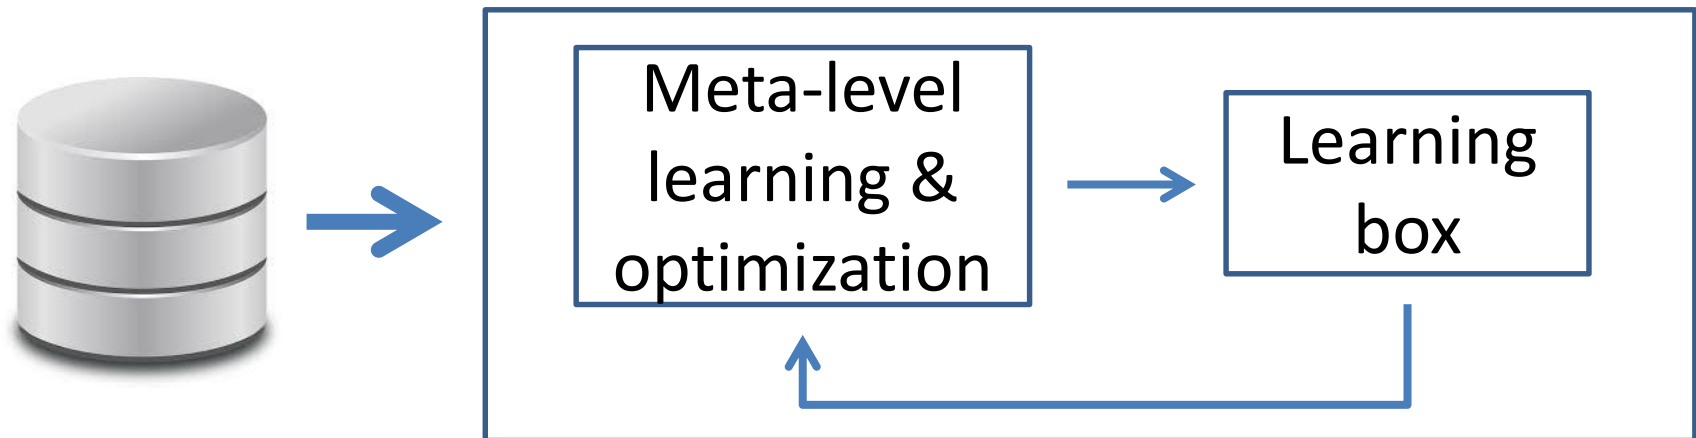 Meta-level
learning &
optimization
Learning
box